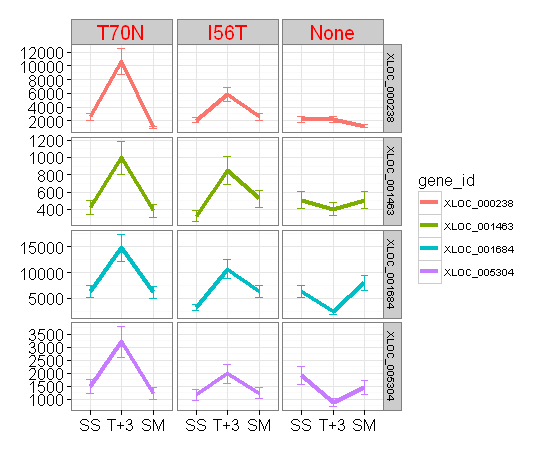 T70N I56T None
12000
10000
8000
6000
4000
2000
XLOC_000238
1200
1000
800
600
400
XLOC_001463
15000
10000
5000
XLOC_001684
3500
3000
2500
2000
1500
1000
XLOC_005304
SS T+3 SM SS T+3 SM SS T+3 SM
gene_id
XLOC_000238
XLOC_001463
XLOC_001684
XLOC_005304